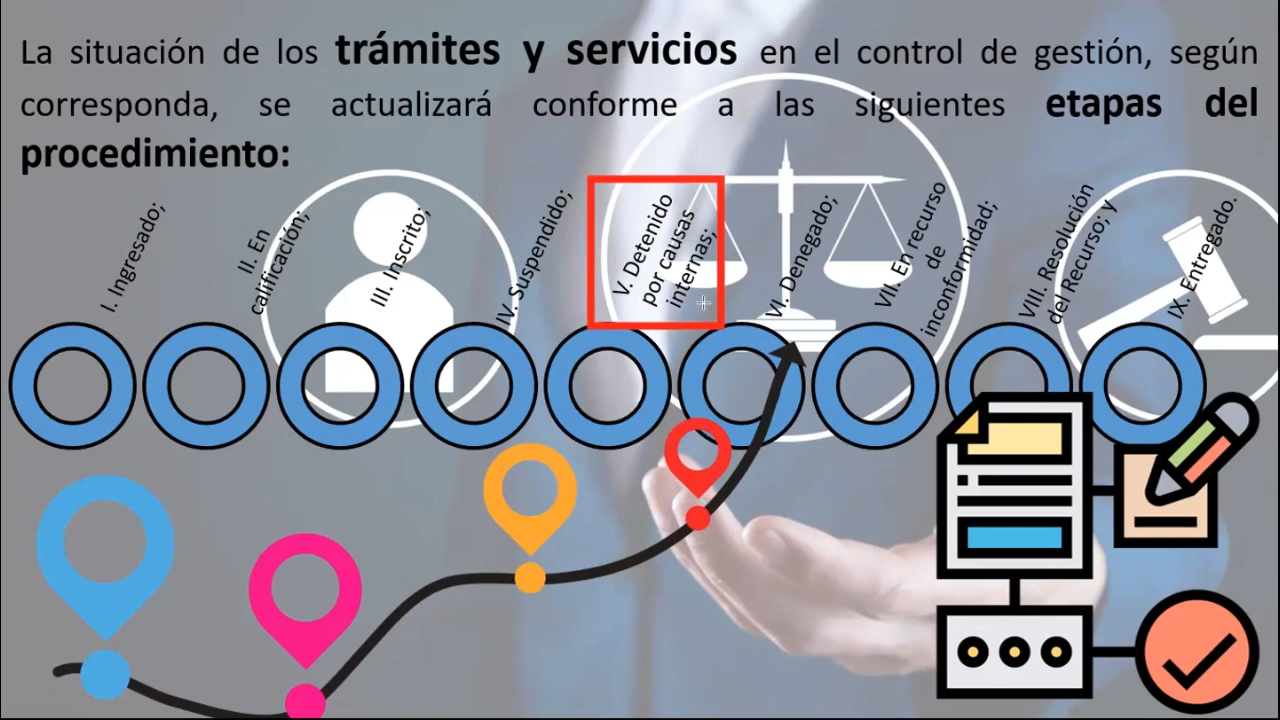 La situación de los trámites y servicios en el control de gestión, según
corresponda, se actualizará conforme a las siguientes etapas del
procedimiento:
I. Ingresado;
II. En
calificación;
III. Inscrito;
IV. Suspendido;
V. Detenido
por causas
internas;
VI. Denegado;
VII. En recurso
de
inconformidad;
VIII. Resolución
del Recurso; y
IX. Entregado.